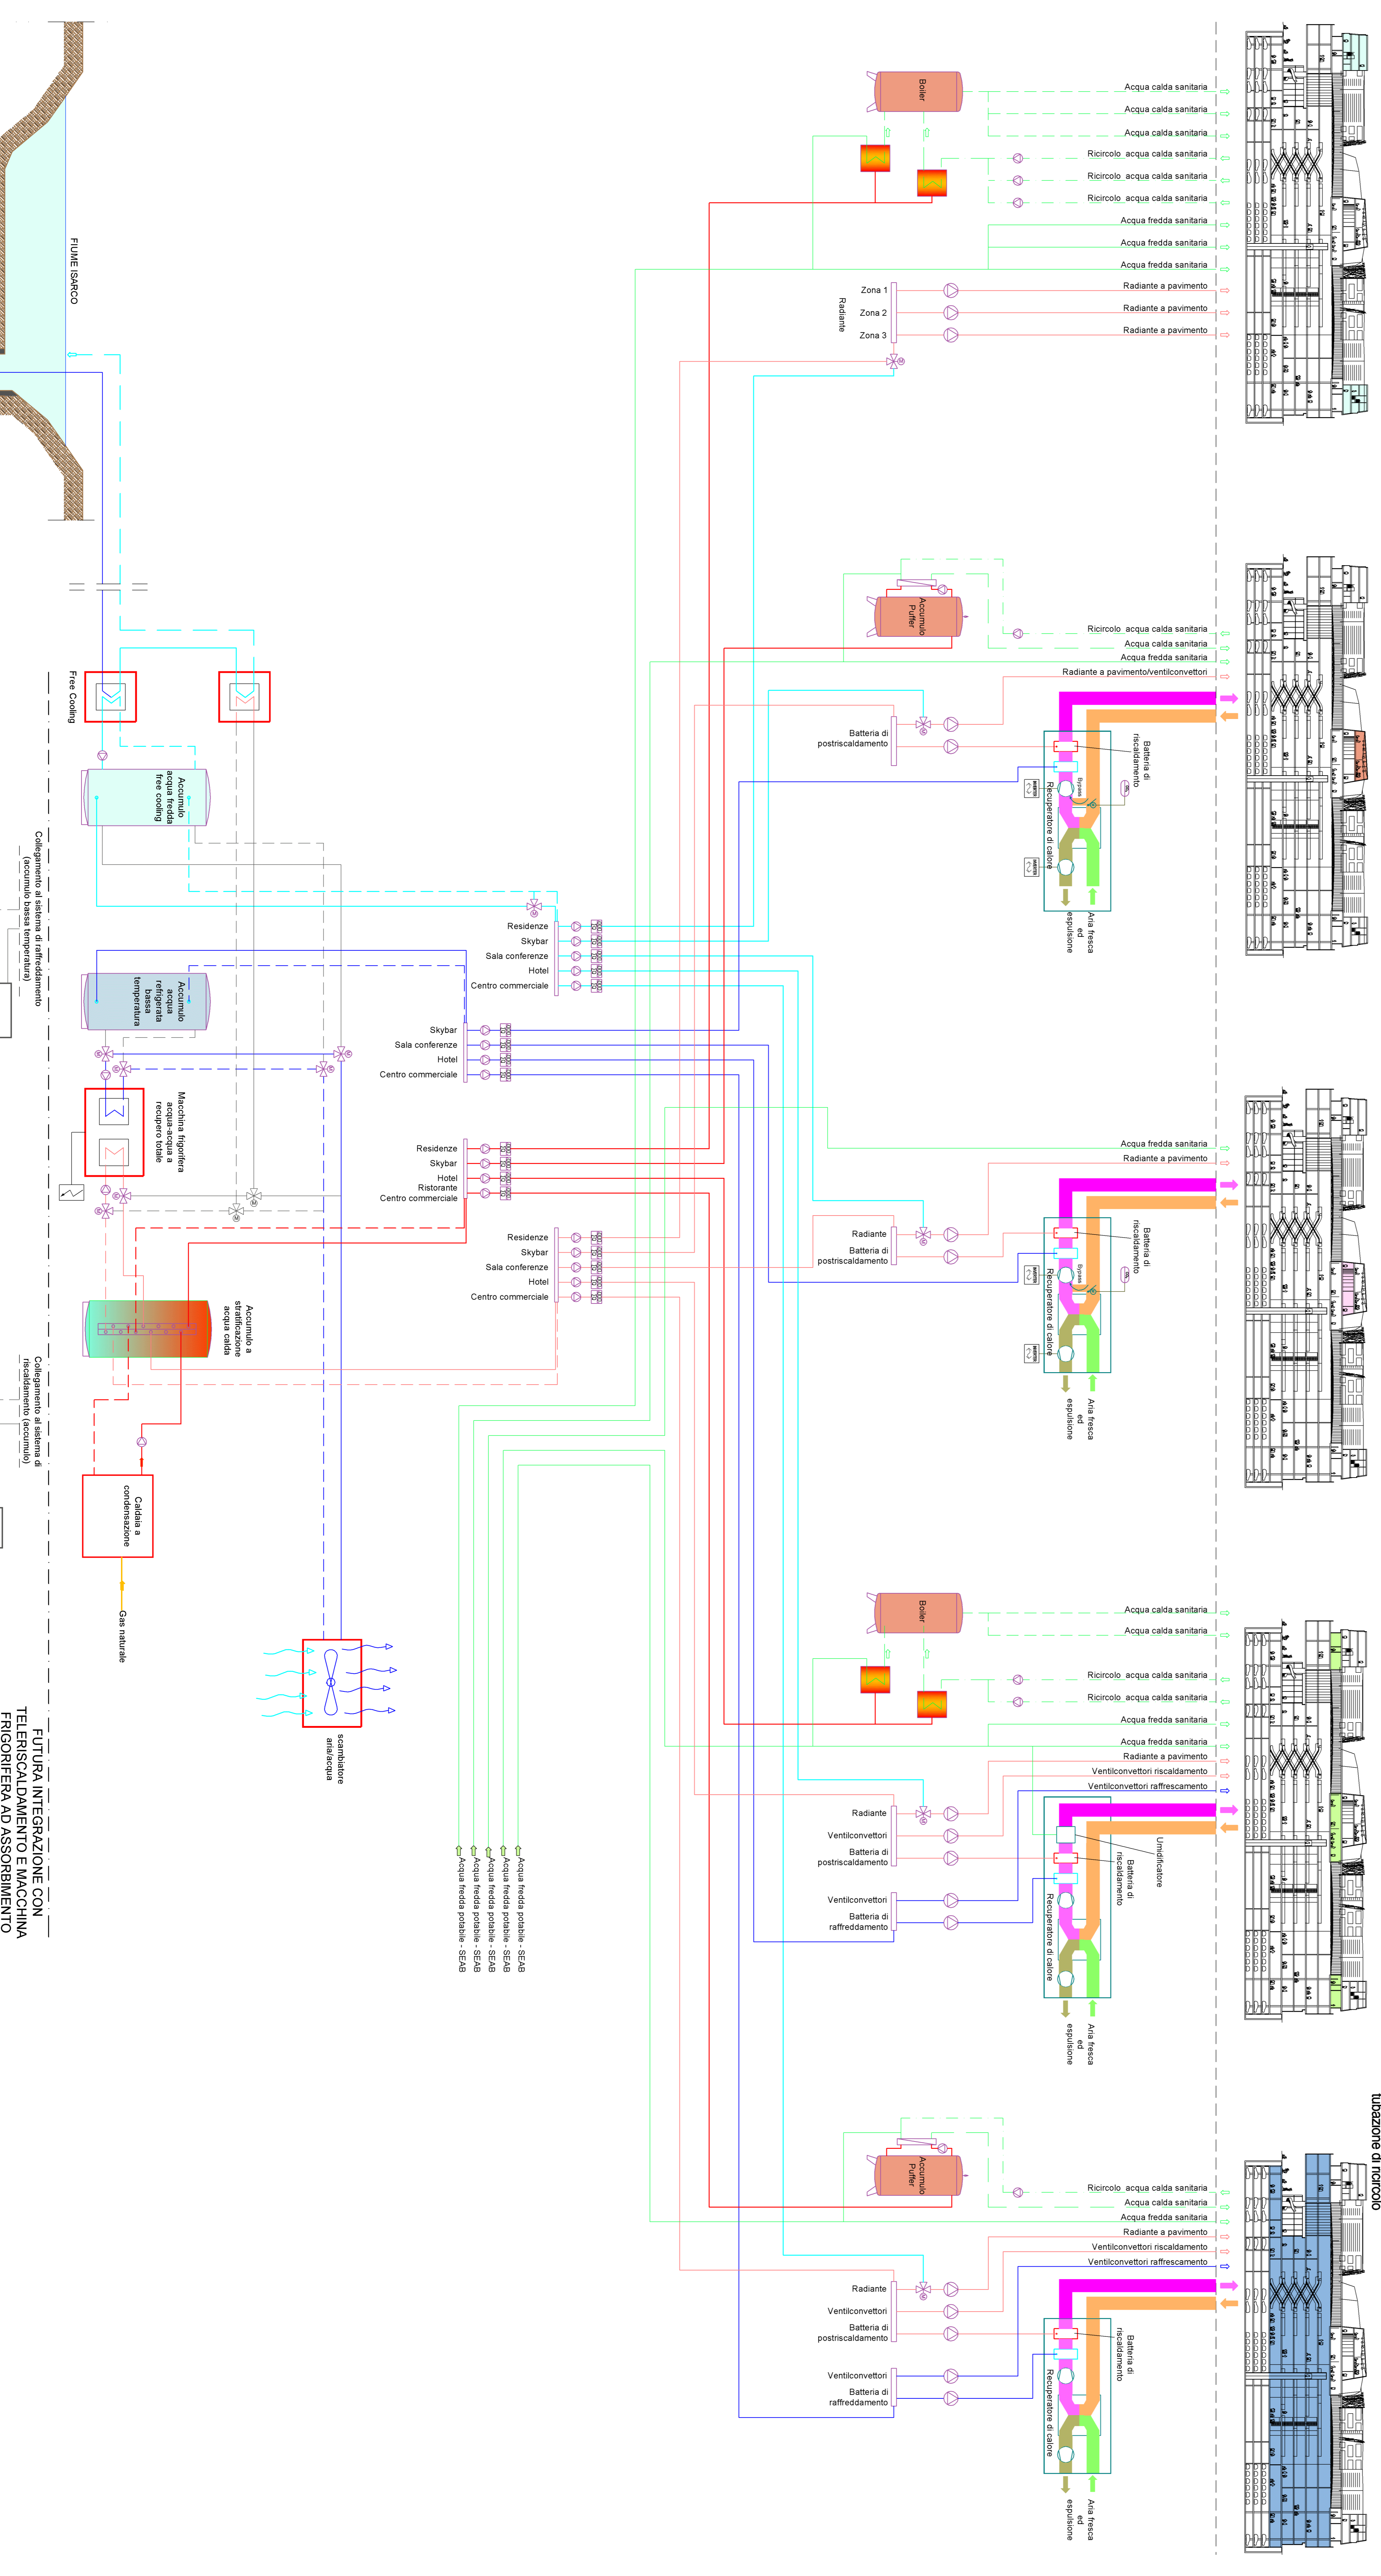 tubazione di ricircolo
Boiler
Acqua calda sanitaria
Acqua calda sanitaria
Acqua calda sanitaria
Ricircolo acqua calda sanitaria
Ricircolo acqua calda sanitaria
Ricircolo acqua calda sanitaria
Acqua fredda sanitaria
Acqua fredda sanitaria
Acqua fredda sanitaria
Radiante a pavimento
Radiante a pavimento
Radiante a pavimento
Zona 1
Zona 2
Zona 3
Radiante
M
FIUME ISARCO
Accumulo
Puffer
Ricircolo acqua calda sanitaria
Acqua calda sanitaria
Acqua fredda sanitaria
Radiante a pavimento/ventilconvettori
Batteria di
postriscaldamento
Batteria di
riscaldamento
Bypass
Recuperatore di calore
Aria fresca
ed
espulsione
Free Cooling
Accumulo
acqua fredda
free cooling
Collegamento al sistema di raffreddamento
(accumulo bassa temperatura)
Residenze
Skybar
Sala conferenze
Hotel
Centro commerciale
Accumulo
acqua
refrigerata
bassa
temperatura
Skybar
Sala conferenze
Hotel
Centro commerciale
Macchina frigorifera
acqua-acqua a
recupero totale
M
M
Residenze
Skybar
Hotel
Ristorante
Centro commerciale
Residenze
Skybar
Sala conferenze
Hotel
Centro commerciale
Acqua fredda sanitaria
Radiante a pavimento
Radiante
Batteria di
postriscaldamento
Batteria di
riscaldamento
Bypass
Recuperatore di calore
Aria fresca
ed
espulsione
Accumulo a
stratificazione
acqua calda
Collegamento al sistema di
riscaldamento (accumulo)
Caldaia a
condensazione
Gas naturale
scambiatore
aria/acqua
FUTURA INTEGRAZIONE CON
TELERISCALDAMENTO E MACCHINA
FRIGORIFERA AD ASSORBIMENTO
Boiler
Acqua calda sanitaria
Acqua calda sanitaria
Ricircolo acqua calda sanitaria
Ricircolo acqua calda sanitaria
Acqua fredda sanitaria
Acqua fredda sanitaria
Radiante a pavimento
Ventilconvettori riscaldamento
Ventilconvettori raffrescamento
Radiante
Ventilconvettori
Batteria di
postriscaldamento
Ventilconvettori
Batteria di
raffreddamento
Umidificatore
Batteria di
riscaldamento
Recuperatore di calore
Aria fresca
ed
espulsione
Acqua fredda potabile - SEAB
Acqua fredda potabile - SEAB
Acqua fredda potabile - SEAB
Acqua fredda potabile - SEAB
Acqua fredda potabile - SEAB
Accumulo
Puffer
Ricircolo acqua calda sanitaria
Acqua calda sanitaria
Acqua fredda sanitaria
Radiante a pavimento
Ventilconvettori riscaldamento
Ventilconvettori raffrescamento
Radiante
Ventilconvettori
Batteria di
postriscaldamento
Ventilconvettori
Batteria di
raffreddamento
Batteria di
riscaldamento
Recuperatore di calore
Aria fresca
ed
espulsione